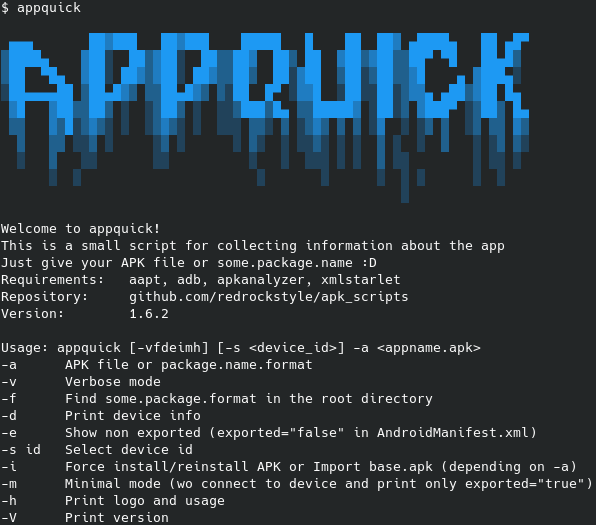 $ appquick
APPQUICK
Welcome to appquick!
This is a small script for collecting information about the app
Just give your APK file or some.package.name :D
Requirements: aapt, adb, apkanalyzer, xmlstarlet
Repository: github.com/redrockstyle/apk_scripts
Version: 1.6.2
Usage: appquick [-vfdeimh] [-s <device_id>] -a <appname.apk>
-a APK file or package.name.format
-v Verbose mode
-f Find some.package.format in the root directory
-d Print device info
-e Show non exported (exported="false" in AndroidManifest.xml)
-s id Select device id
-i Force install/reinstall APK or Import base.apk (depending on -a)
-m Minimal mode (wo connect to device and print only exported="true")
-h Print logo and usage
-V Print version